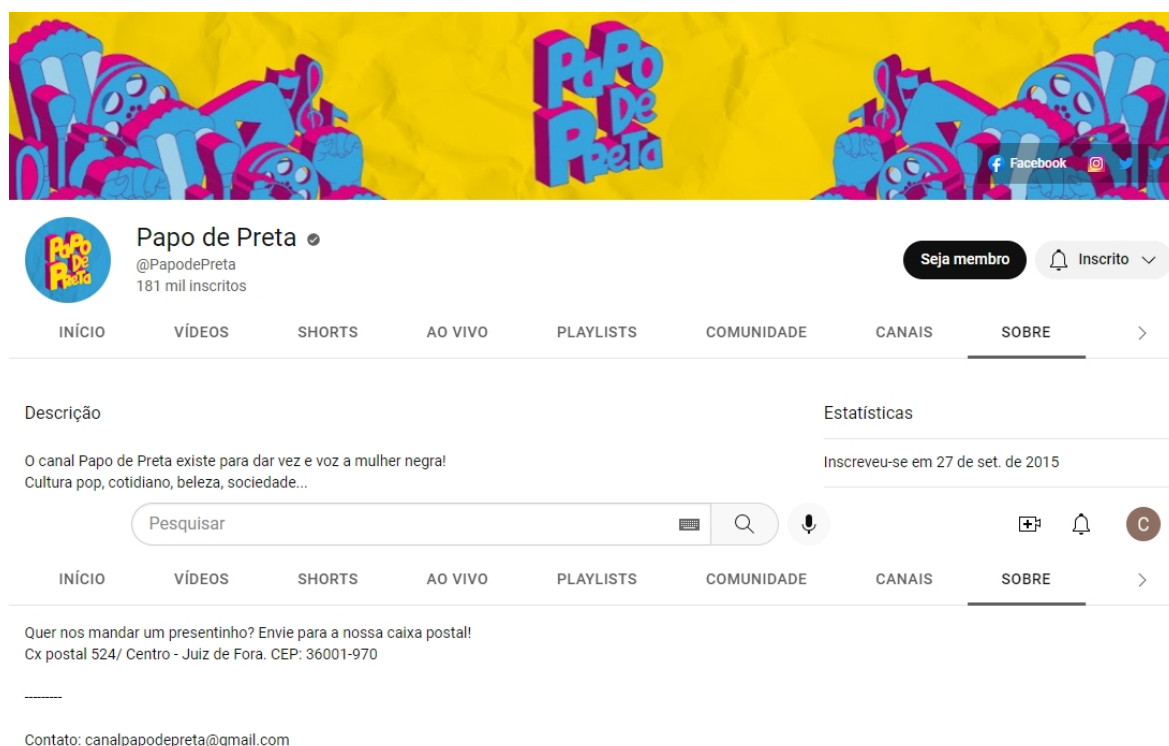 PAPO
DE
PRETA
Facebook
PAPO
DE
PRETA
Papo de Preta
@PapodePreta
181 mil inscritos
Seja membro
Inscrito
INÍCIO VÍDEOS SHORTS AO VIVO PLAYLISTS COMUNIDADE CANAIS SOBRE
Descrição
Estatísticas
O canal Papo de Preta existe para dar vez e voz a mulher negra!
Inscreveu-se em 27 de set. de 2015
Cultura pop, cotidiano, beleza, sociedade...
Pesquisar
C
INÍCIO VÍDEOS SHORTS AO VIVO PLAYLISTS COMUNIDADE CANAIS SOBRE
Quer nos mandar um presentinho? Envie para a nossa caixa postal!
Cx postal 524/ Centro - Juiz de Fora. CEP: 36001-970
---------
Contato: canalpapodepreta@gmail.com